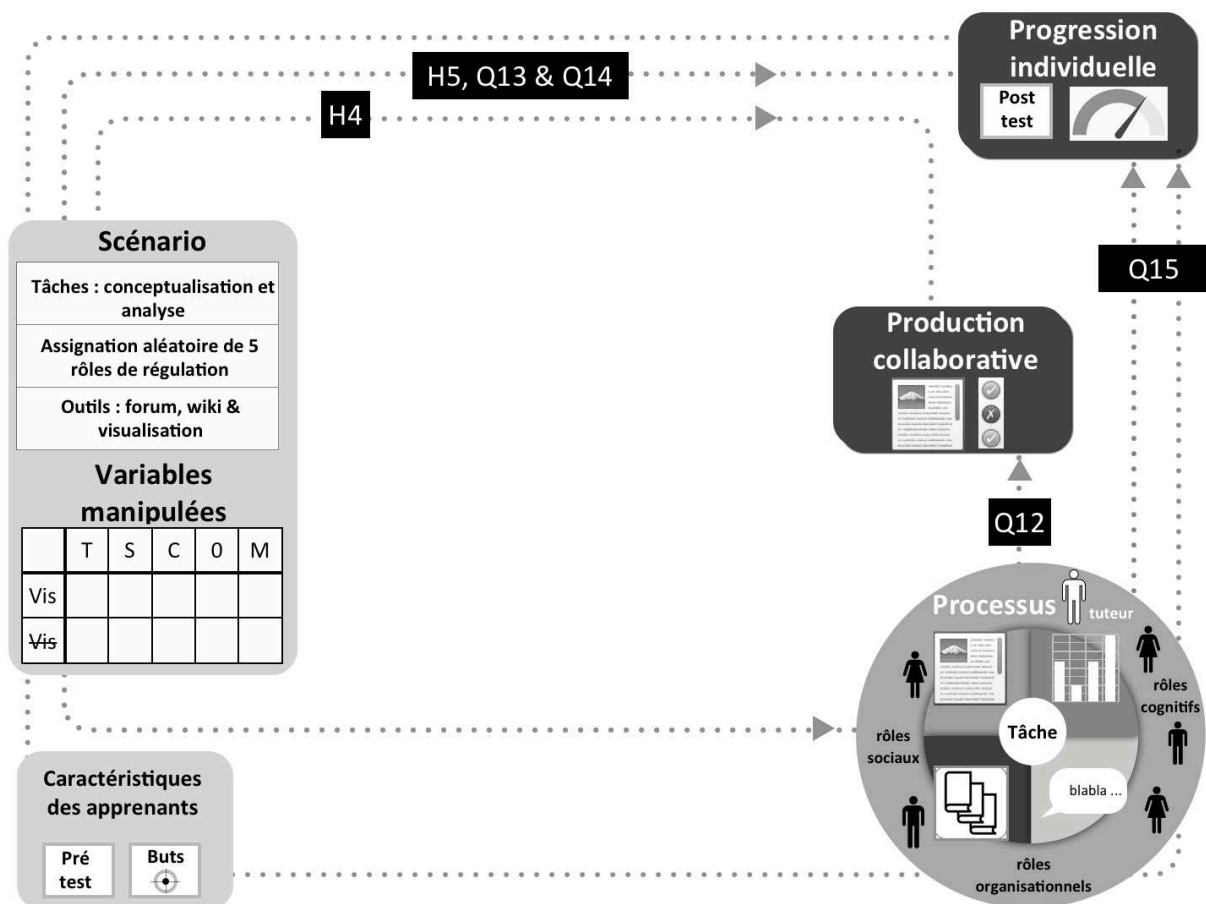 Progression
individuelle
Post
test
H5, Q13 & Q14
H4
Scénario
Tâches : conceptualisation et
analyse
Assignation aléatoire de 5
rôles de régulation
Outils : forum, wiki &
visualisation
Variables
manipulées
T S C 0 M
Vis
Vis
Q15
Production
collaborative
Q12
Processus
tuteur
rôles
cognitifs
rôles
sociaux
Tâche
blabla ...
rôles
organisationnels
Caractéristiques
des apprenants
Pré
test
Buts